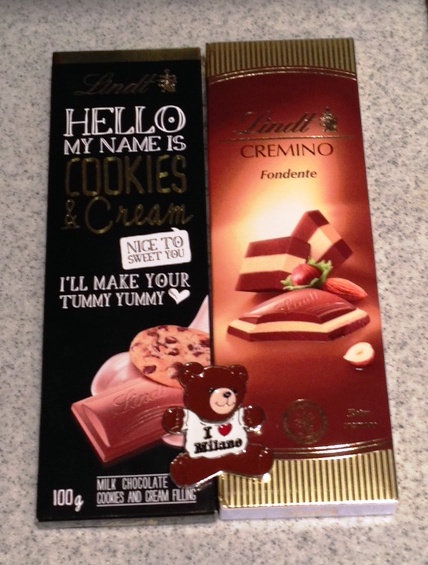 Lindt
HELLO
MY NAME IS
COOKIES
& Cream
NICE TO
SWEET YOU
I'LL MAKE YOUR
TUMMY YUMMY
Lindt
100g
MILK CHOCOLATE
COOKIES AND CREAM FILLING
Lindt
CREMINO
Fondente
I
Milano